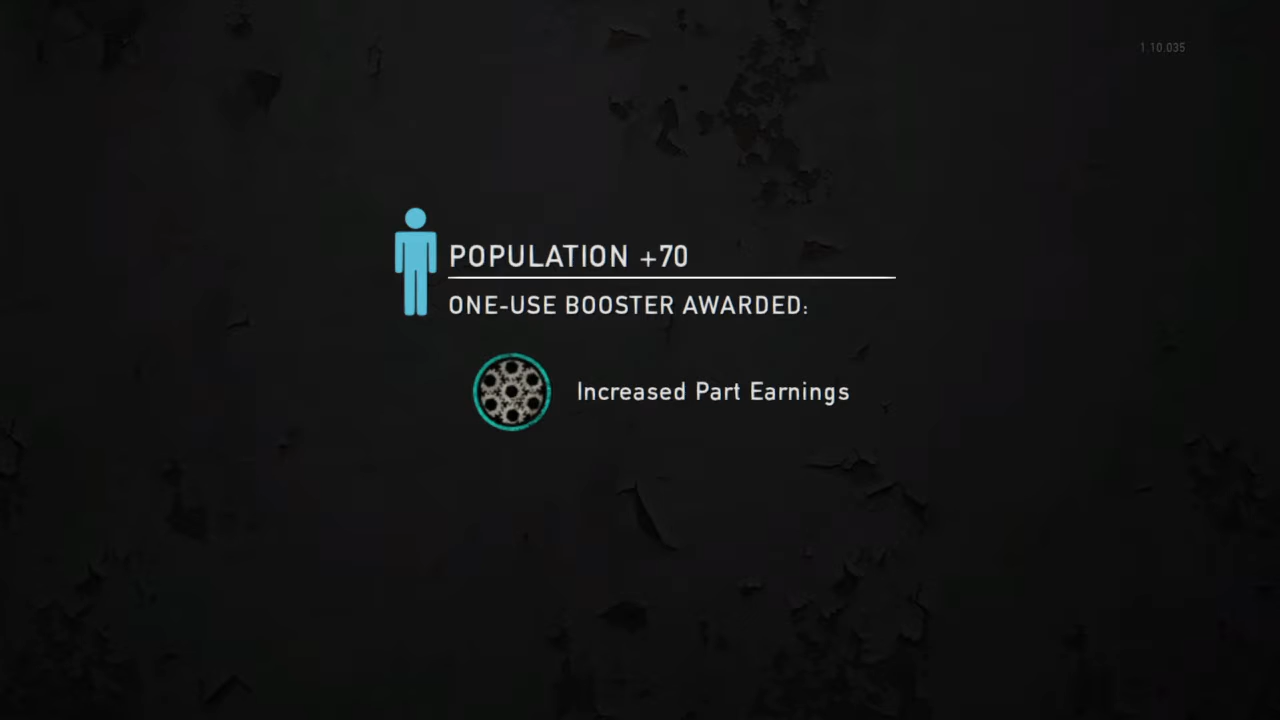 1.10.035
POPULATION +70
ONE-USE BOOSTER AWARDED:
Increased Part Earnings